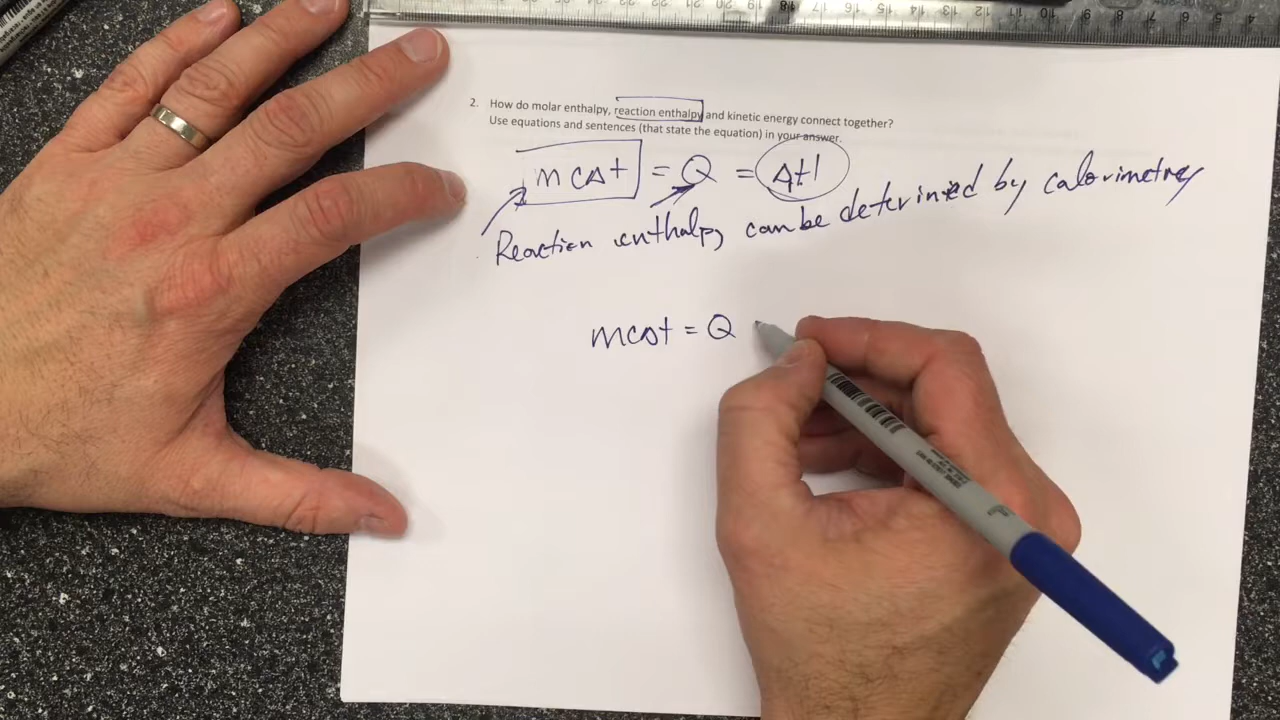 2. How do molar enthalpy, reaction enthalpy and kinetic energy connect together?
Use equations and sentences (that state the equation) in your answer.
mcΔt = Q = ΔH
Reaction enthalpy can be determined by calorimetry
mcΔt = Q